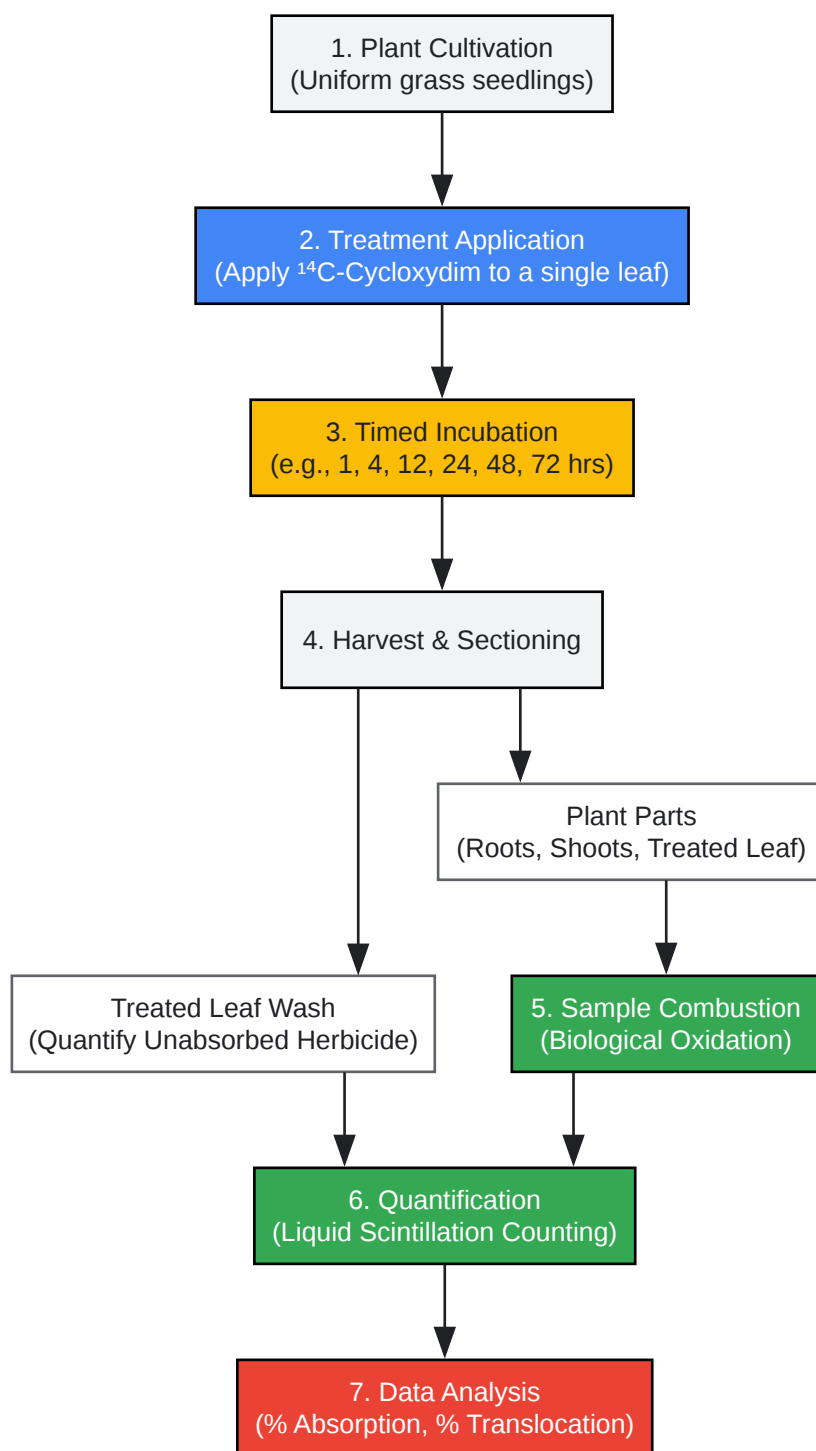 1. Plant Cultivation
(Uniform grass seedlings)
2. Treatment Application
(Apply ¹⁴C-Cycloxydim to a single leaf)
3. Timed Incubation
(e.g., 1, 4, 12, 24, 48, 72 hrs)
4. Harvest & Sectioning
Plant Parts
(Roots, Shoots, Treated Leaf)
Treated Leaf Wash
(Quantify Unabsorbed Herbicide)
5. Sample Combustion
(Biological Oxidation)
6. Quantification
(Liquid Scintillation Counting)
7. Data Analysis
(% Absorption, % Translocation)